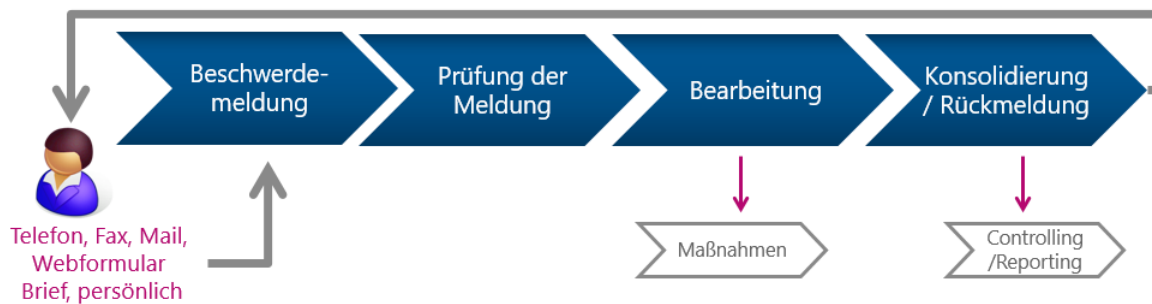 Beschwerde-
meldung
Prüfung der
Meldung
Bearbeitung
Konsolidierung
/ Rückmeldung
Telefon, Fax, Mail,
Webformular
Brief, persönlich
Maßnahmen
Controlling
/Reporting